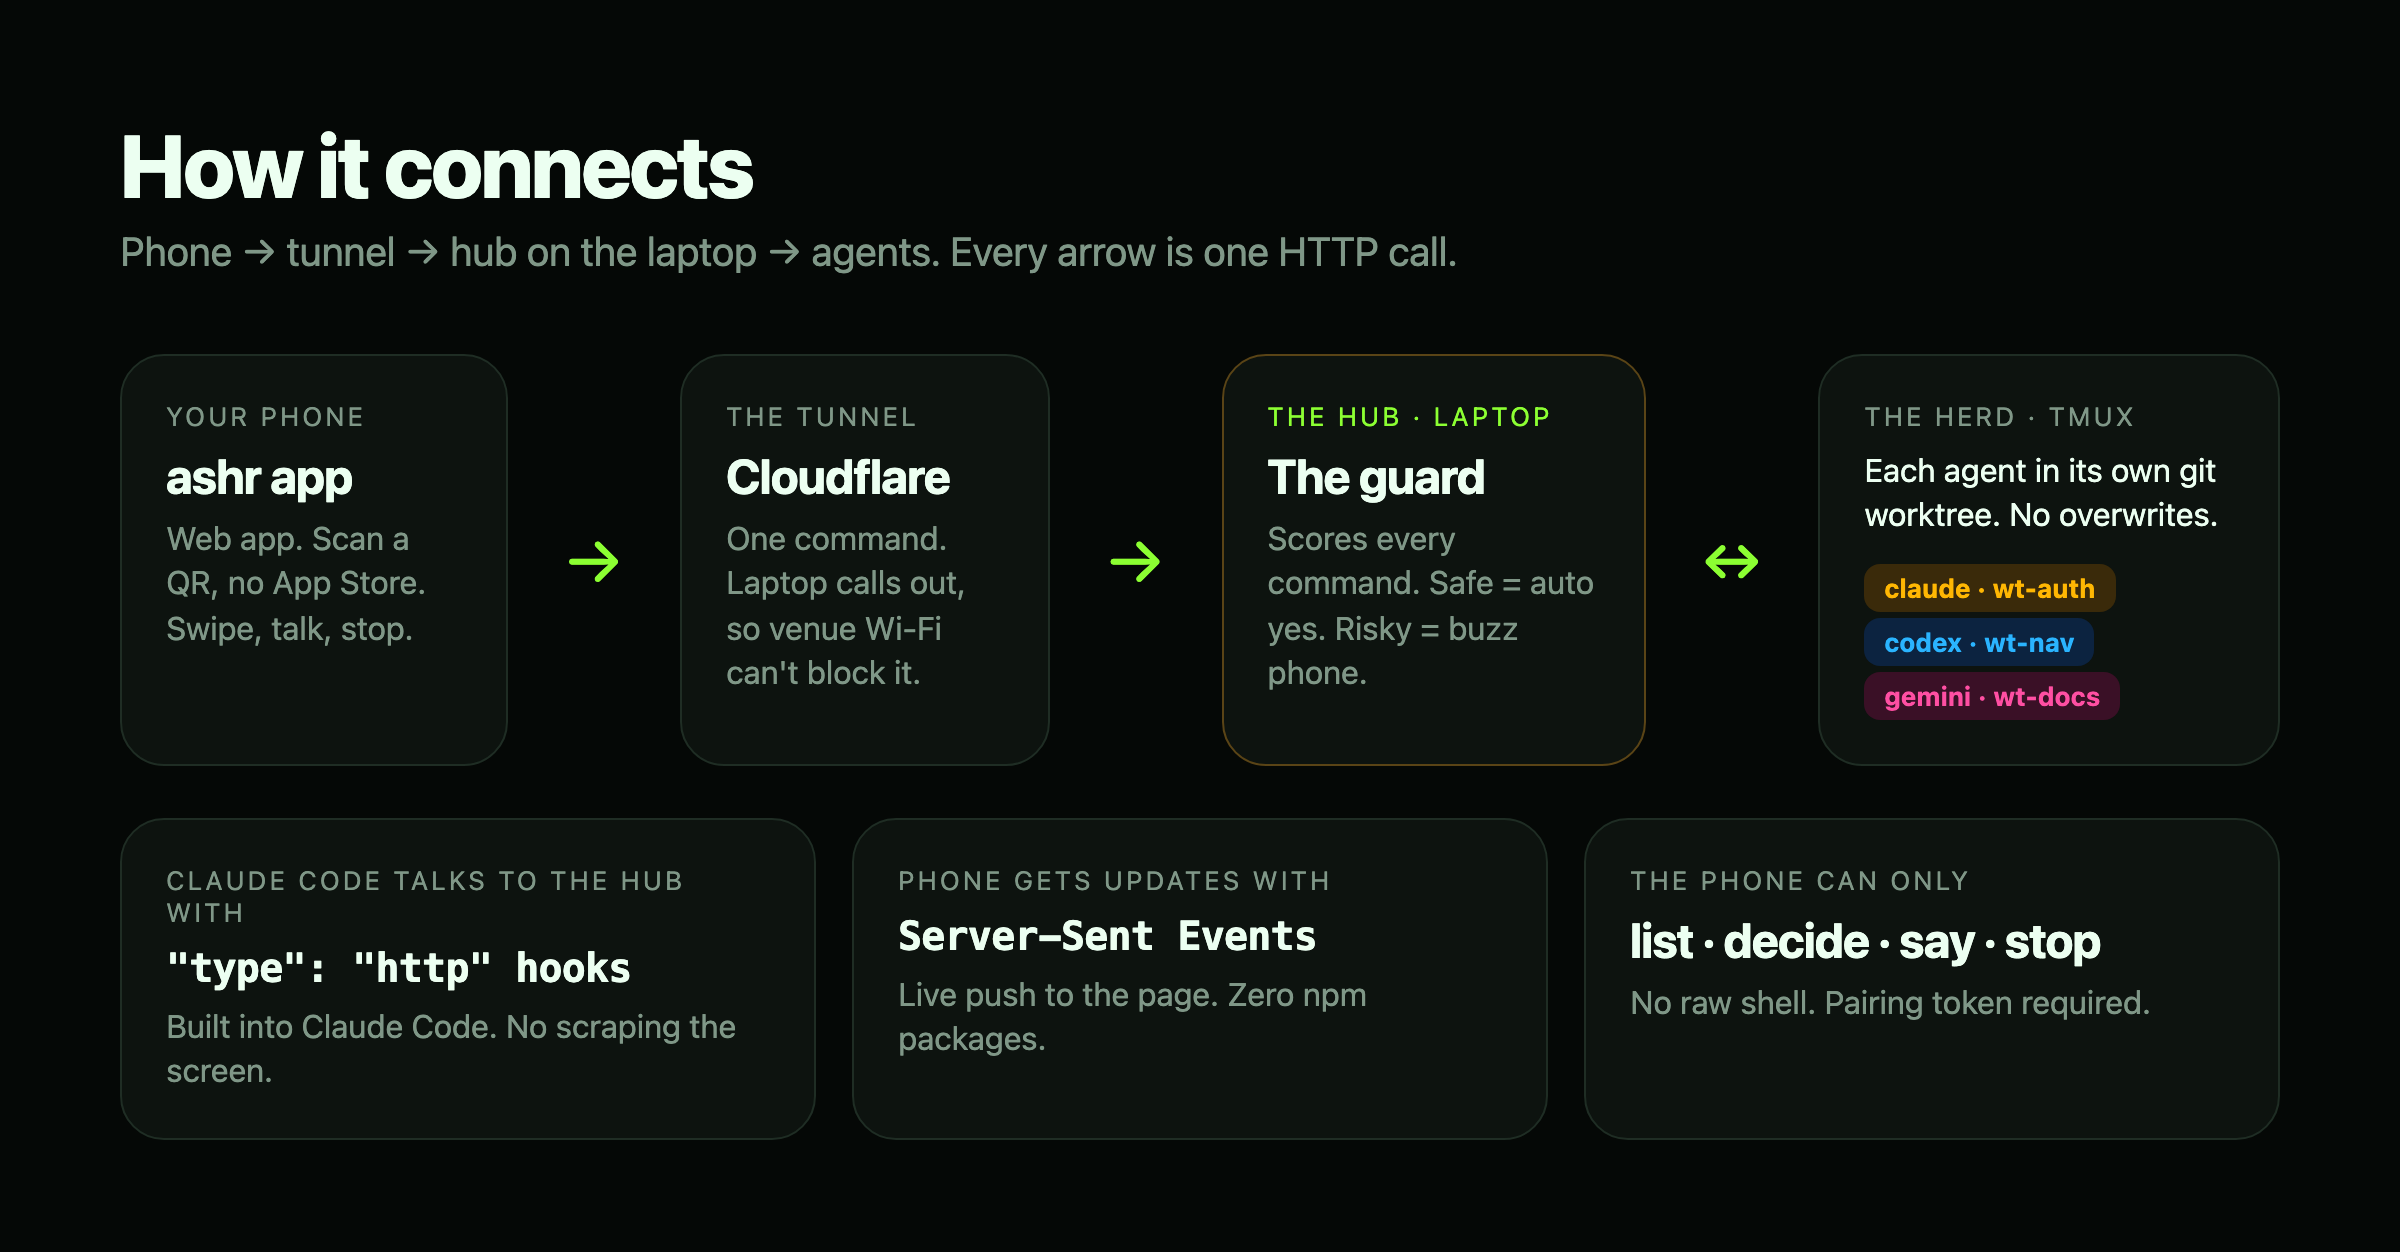 How it connects
Phone → tunnel → hub on the laptop → agents. Every arrow is one HTTP call.
YOUR PHONE
ashr app
Web app. Scan a
QR, no App Store.
Swipe, talk, stop.
→
THE TUNNEL
Cloudflare
One command.
Laptop calls out,
so venue Wi-Fi
can't block it.
→
THE HUB · LAPTOP
The guard
Scores every
command. Safe = auto
yes. Risky = buzz
phone.
↔
THE HERD · TMUX
Each agent in its own git
worktree. No overwrites.
claude · wt-auth
codex · wt-nav
gemini · wt-docs
CLAUDE CODE TALKS TO THE HUB
WITH
"type": "http" hooks
Built into Claude Code. No scraping the
screen.
PHONE GETS UPDATES WITH
Server-Sent Events
Live push to the page. Zero npm
packages.
THE PHONE CAN ONLY
list · decide · say · stop
No raw shell. Pairing token required.